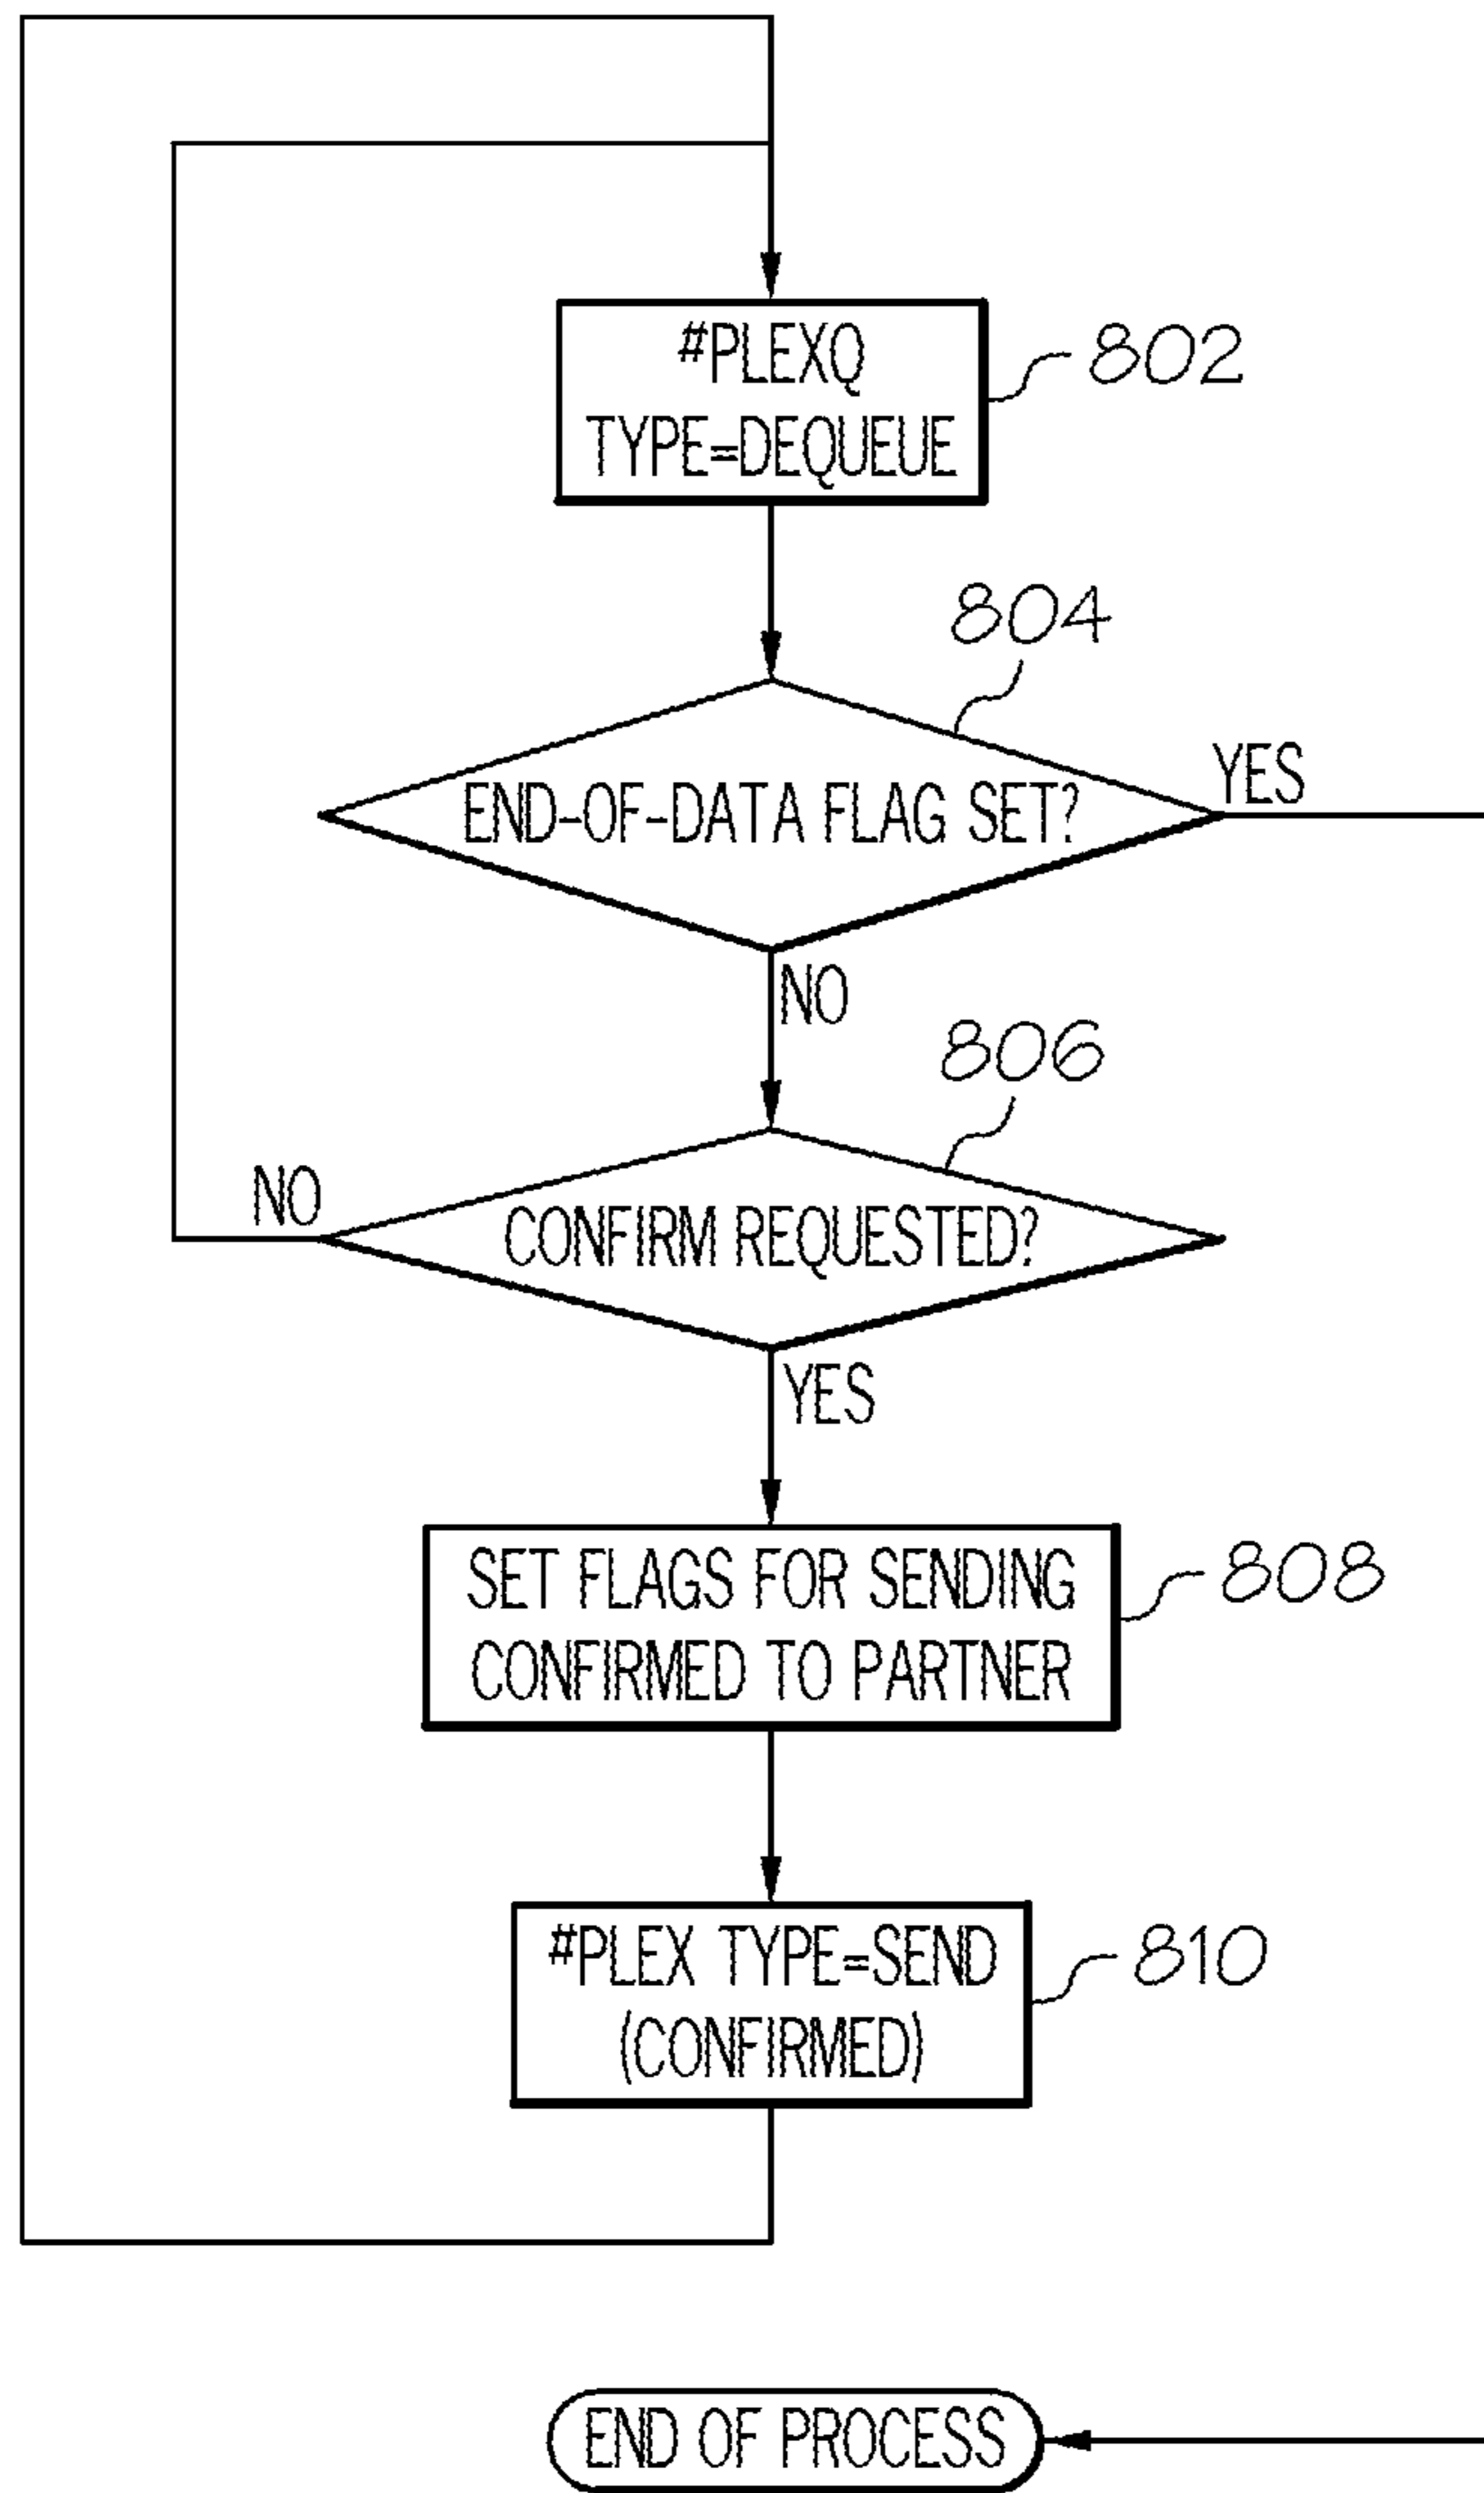 #PLEXQ
TYPE=DEQUEUE
802
804
END-OF-DATA FLAG SET?
YES
NO
806
CONFIRM REQUESTED?
NO
YES
SET FLAGS FOR SENDING
CONFIRMED TO PARTNER
808
#PLEX TYPE=SEND
(CONFIRMED)
810
END OF PROCESS